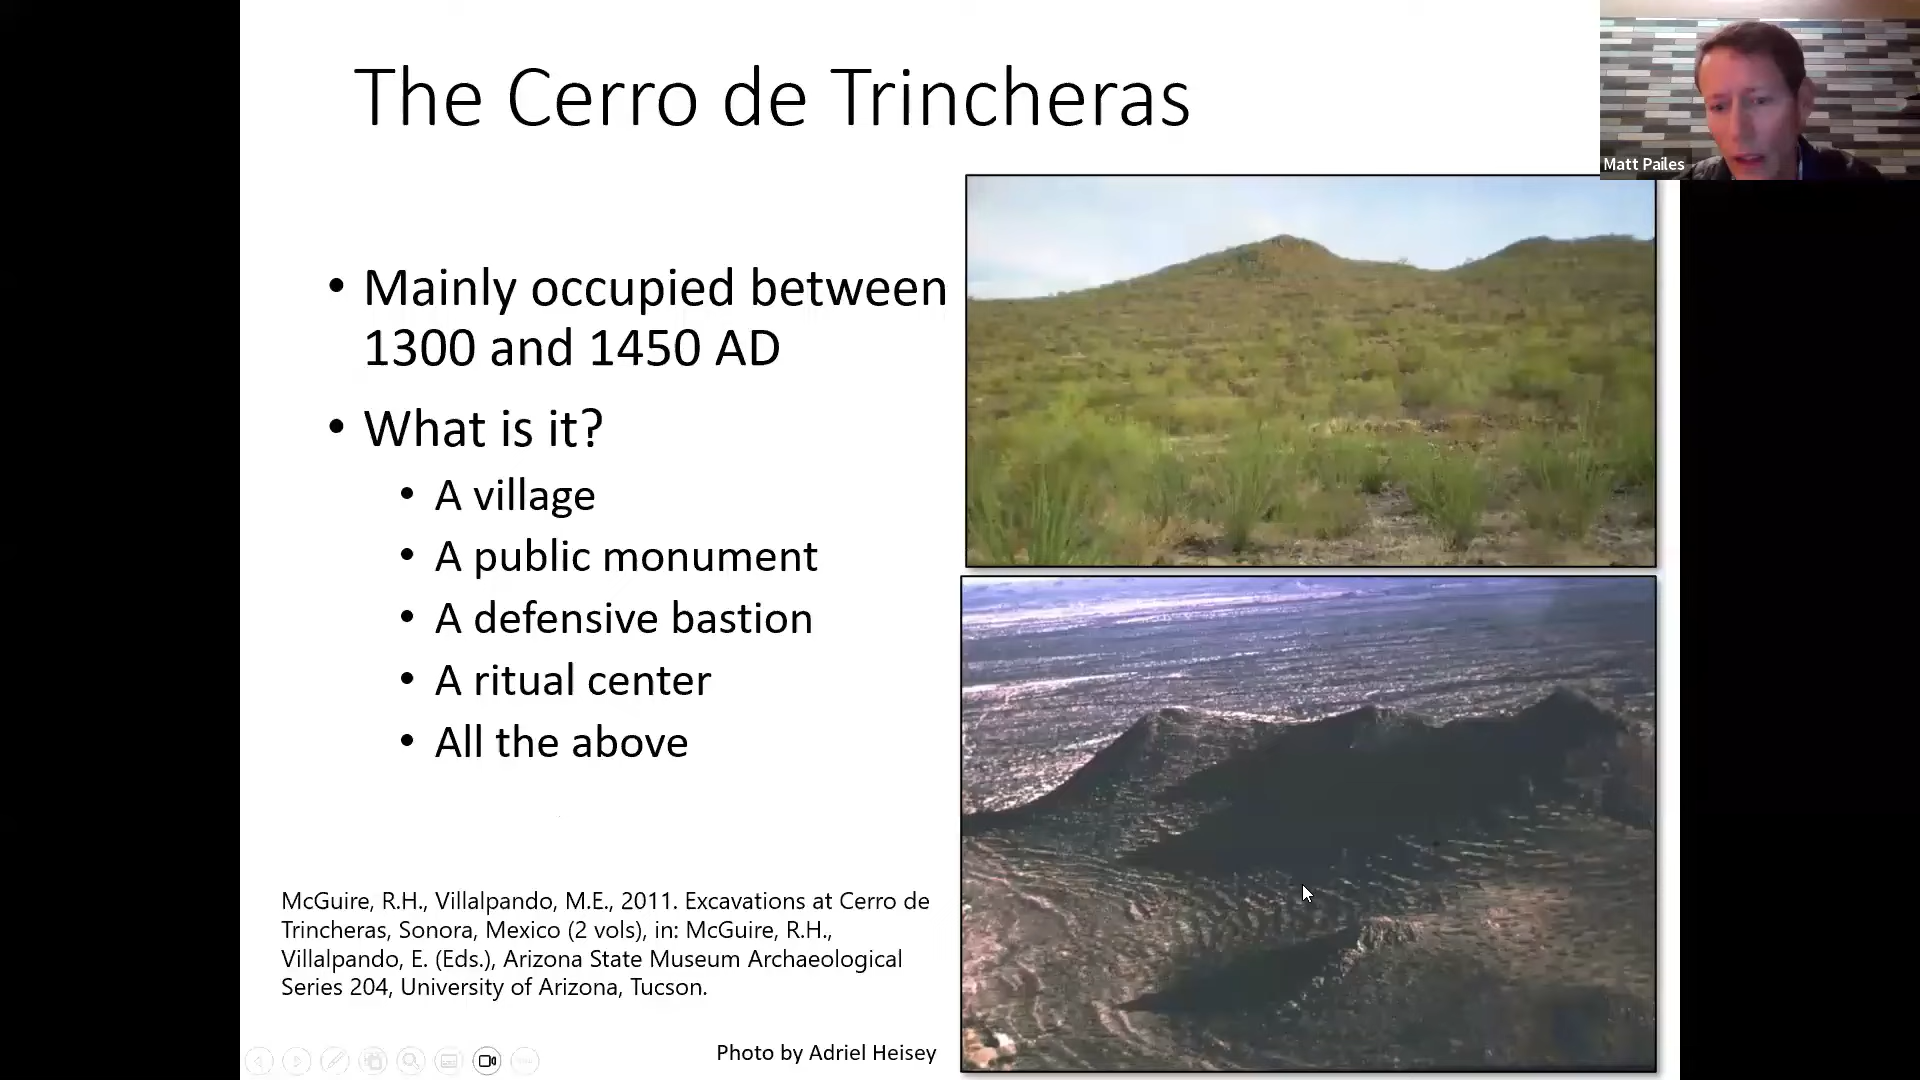 The Cerro de Trincheras
Matt Pailes
• Mainly occupied between
1300 and 1450 AD
• What is it?
• A village
• A public monument
• A defensive bastion
• A ritual center
• All the above
McGuire, R.H., Villalpando, M.E., 2011. Excavations at Cerro de
Trincheras, Sonora, Mexico (2 vols), in: McGuire, R.H.,
Villalpando, E. (Eds.), Arizona State Museum Archaeological
Series 204, University of Arizona, Tucson.
Photo by Adriel Heisey